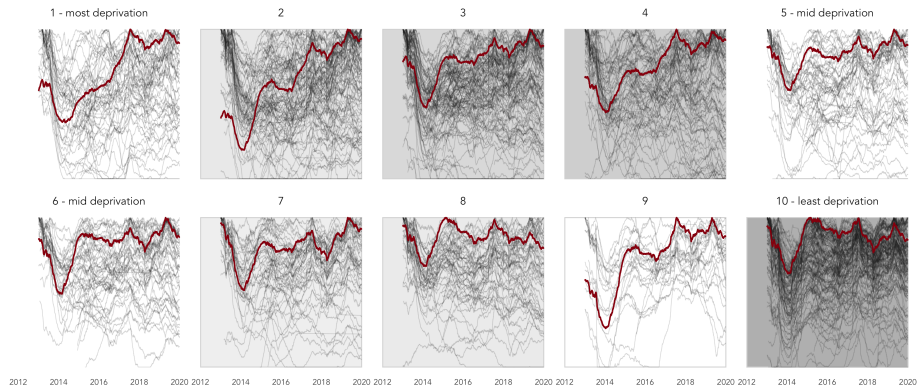 1 - most deprivation 2 3 4 5 - mid deprivation
6 - mid deprivation 7 8 9 10 - least deprivation
2012 2014 2016 2018 2020 2012 2014 2016 2018 2020 2012 2014 2016 2018 2020 2012 2014 2016 2018 2020 2012 2014 2016 2018 2020